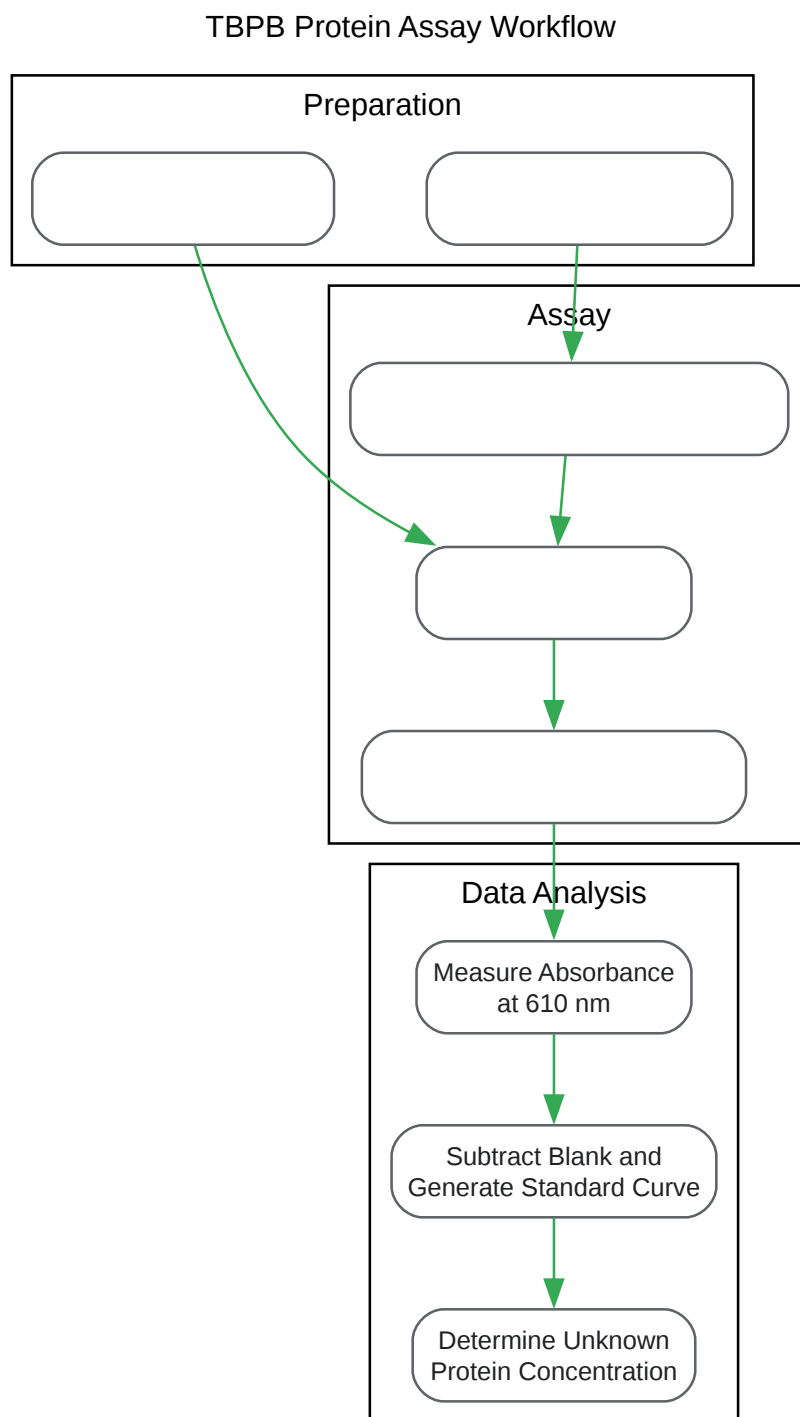 TBPB Protein Assay Workflow
Preparation
Assay
Data Analysis
Measure Absorbance
at 610 nm
Subtract Blank and
Generate Standard Curve
Determine Unknown
Protein Concentration